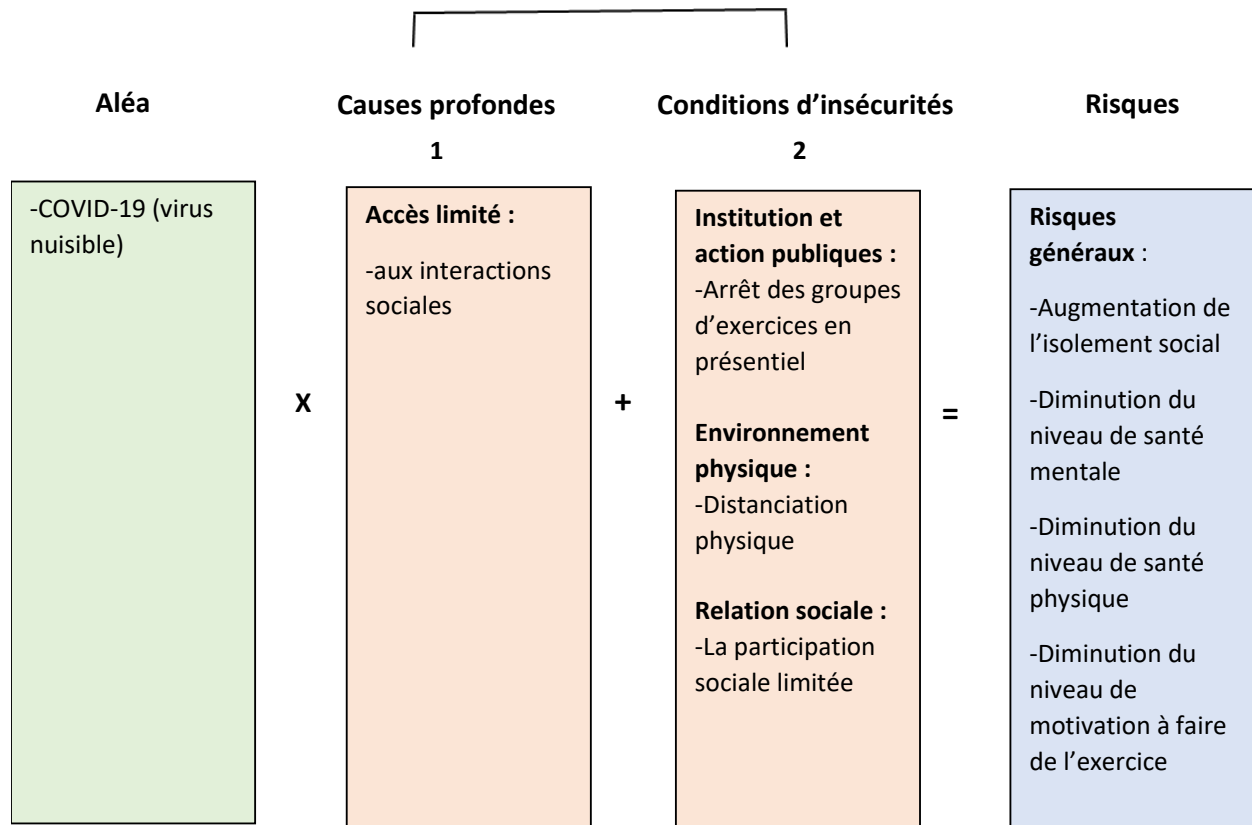 Aléa
Causes profondes
1
Conditions d’insécurités
2
Risques
-COVID-19 (virus
nuisible)
X
Accès limité :
-aux interactions
sociales
+
Institution et
action publiques :
-Arrêt des groupes
d’exercices en
présentiel
Environnement
physique :
-Distanciation
physique
Relation sociale :
-La participation
sociale limitée
=
Risques
généraux :
-Augmentation de
l’isolement social
-Diminution du
niveau de santé
mentale
-Diminution du
niveau de santé
physique
-Diminution du
niveau de
motivation à faire
de l’exercice